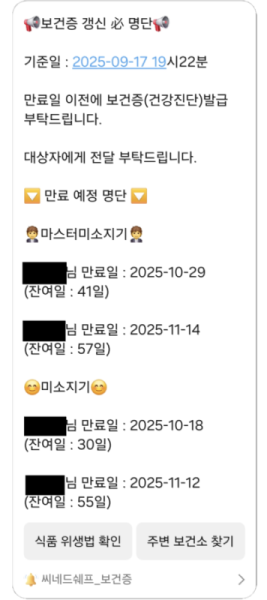 📢보건증 갱신 必 명단📢
기준일 : 2025-09-17 19시22분
만료일 이전에 보건증(건강진단)발급
부탁드립니다.
대상자에게 전달 부탁드립니다.
🔽 만료 예정 명단 🔽
🤵마스터미소지기🤵
님 만료일 : 2025-10-29
(잔여일 : 41일)
님 만료일 : 2025-11-14
(잔여일 : 57일)
😊미소지기😊
님 만료일 : 2025-10-18
(잔여일 : 30일)
님 만료일 : 2025-11-12
(잔여일 : 55일)
식품 위생법 확인
주변 보건소 찾기
🔔 씨네드쉐프_보건증